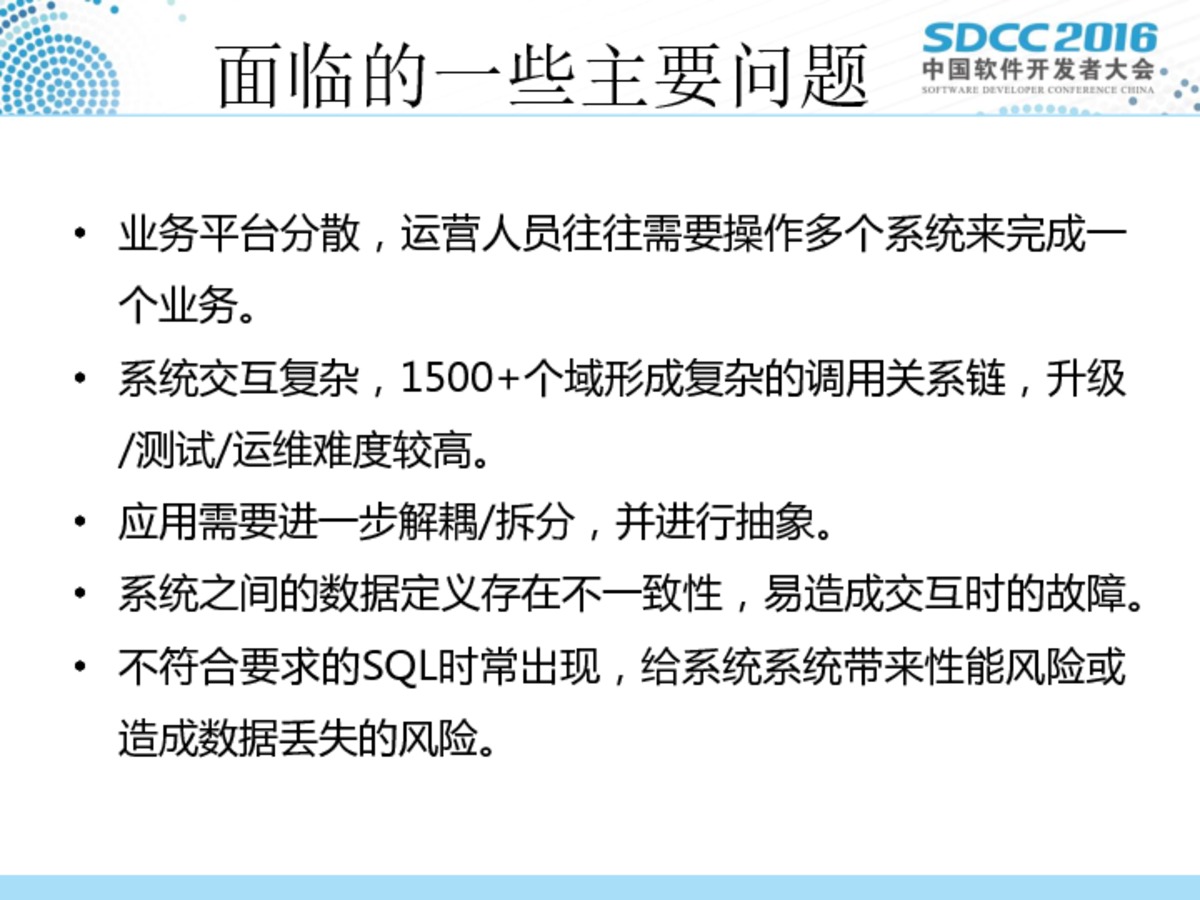 面临的一些主要问题
SDCC 2016
中国软件开发者大会
SOFTWARE DEVELOPER CONFERENCE CHINA
• 业务平台分散，运营人员往往需要操作多个系统来完成一
个业务。
• 系统交互复杂，1500+个域形成复杂的调用关系链，升级
/测试/运维难度较高。
• 应用需要进一步解耦/拆分，并进行抽象。
• 系统之间的数据定义存在不一致性，易造成交互时的故障。
• 不符合要求的SQL时常出现，给系统系统带来性能风险或
造成数据丢失的风险。